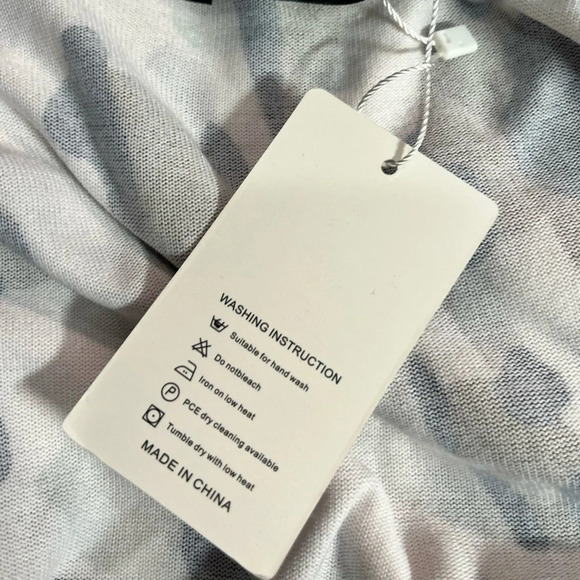 WASHING INSTRUCTION
Suitable for hand wash
Do notbleach
Iron on low heat
P
PCE dry cleaning available
Tumble dry with low heat
MADE IN CHINA